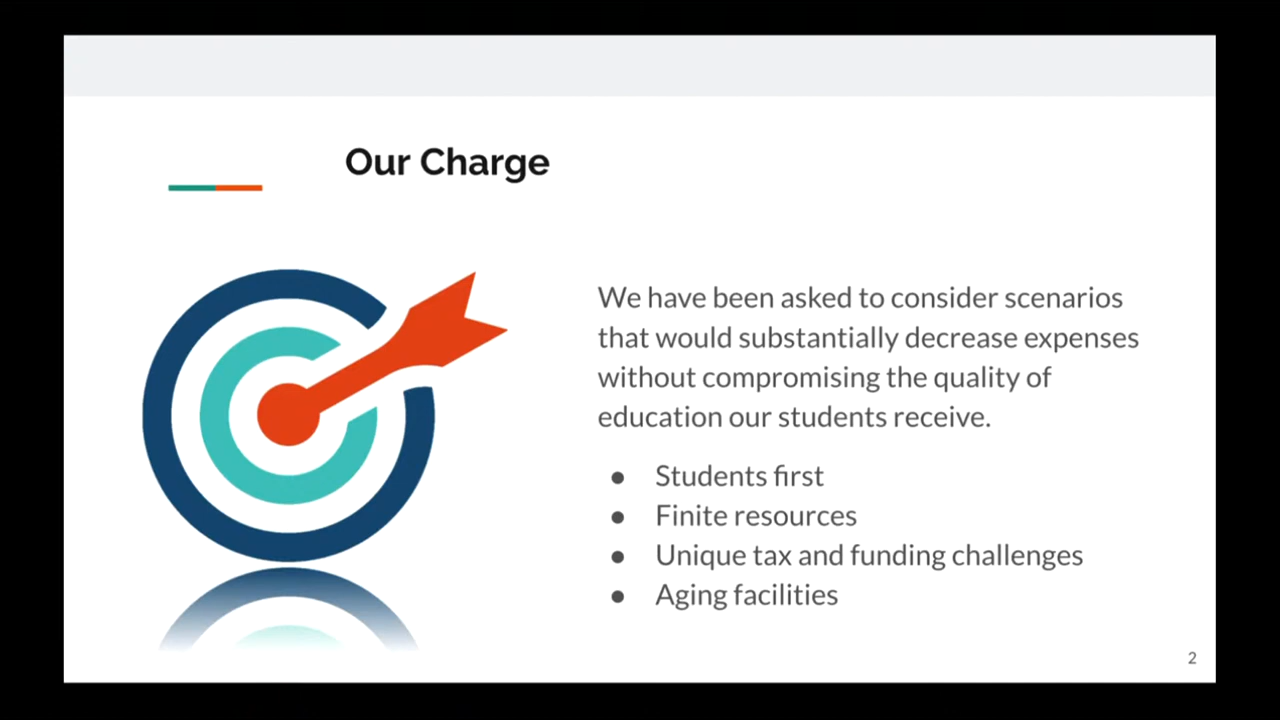 Our Charge
We have been asked to consider scenarios
that would substantially decrease expenses
without compromising the quality of
education our students receive.
● Students first
● Finite resources
● Unique tax and funding challenges
● Aging facilities
2